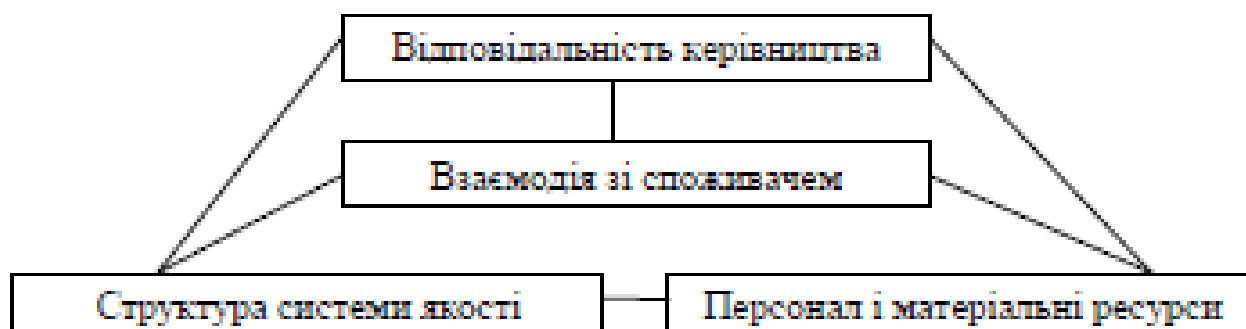 Відповідальність керівництва
Взаємодія зі споживачем
Структура системи якості
Персонал і матеріальні ресурси